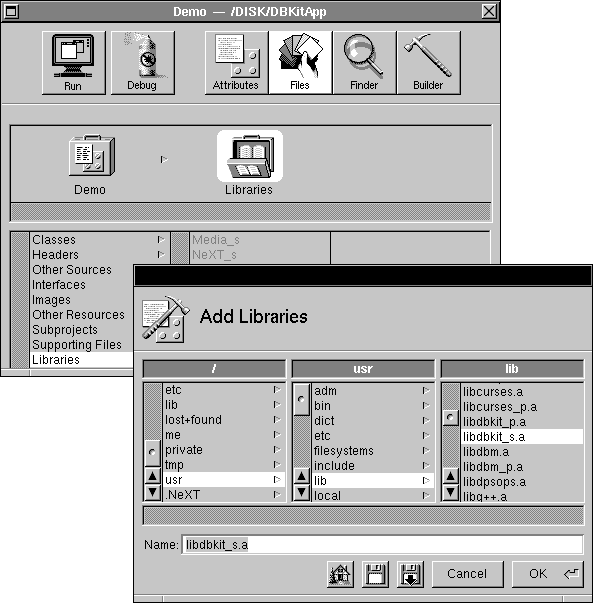 Demo — /DISK/DBKitApp
Run
Debug
Attributes
Files
Finder
Builder
Demo
Libraries
Classes
Headers
Other Sources
Interfaces
Images
Other Resources
Subprojects
Supporting Files
Libraries
Media_s
NeXT_s
Add Libraries
/
usr
lib
etc
lib
lost+found
me
private
tmp
usr
.NeXT
adm
bin
dict
etc
filesystems
include
lib
local
libcurses.a
libcurses_p.a
libdbkit_p.a
libdbkit_s.a
libdbm.a
libdbm_p.a
libdpsops.a
libg++.a
Name: libdbkit_s.a
Cancel
OK